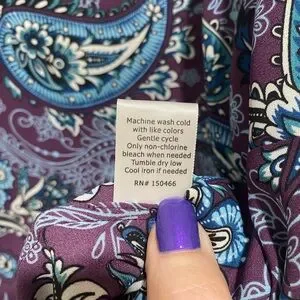 Machine wash cold
with like colors
Gentle cycle
Only non-chlorine
bleach when needed
Tumble dry low
Cool iron if needed
RN# 150466